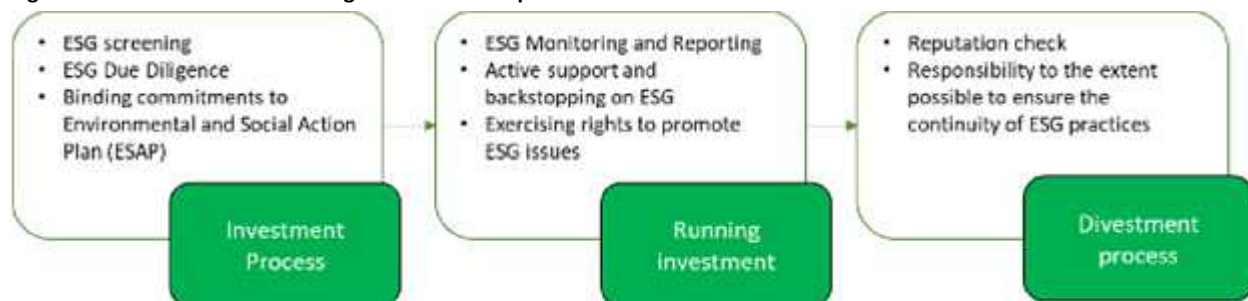 • ESG screening
• ESG Due Diligence
• Binding commitments to
Environmental and Social Action
Plan (ESAP)
Investment
Process
• ESG Monitoring and Reporting
• Active support and
backstopping on ESG
• Exercising rights to promote
ESG issues
Running
investment
• Reputation check
• Responsibility to the extent
possible to ensure the
continuity of ESG practices
Divestment
process